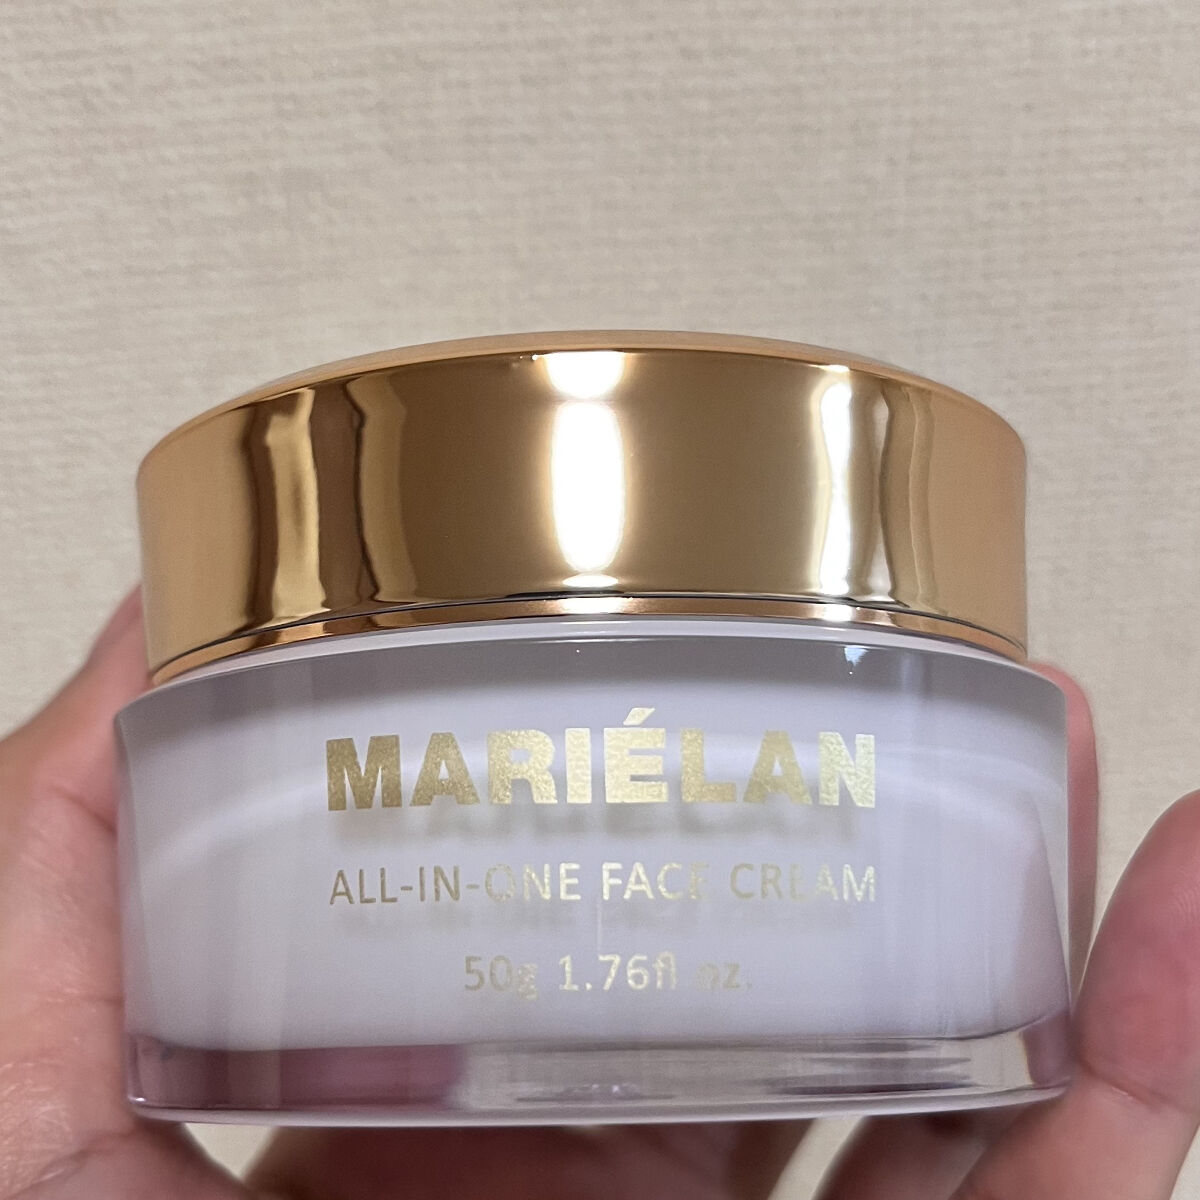 MARIÉLAN
ALL-IN-ONE FACE CREAM
50g 1.76fl oz.